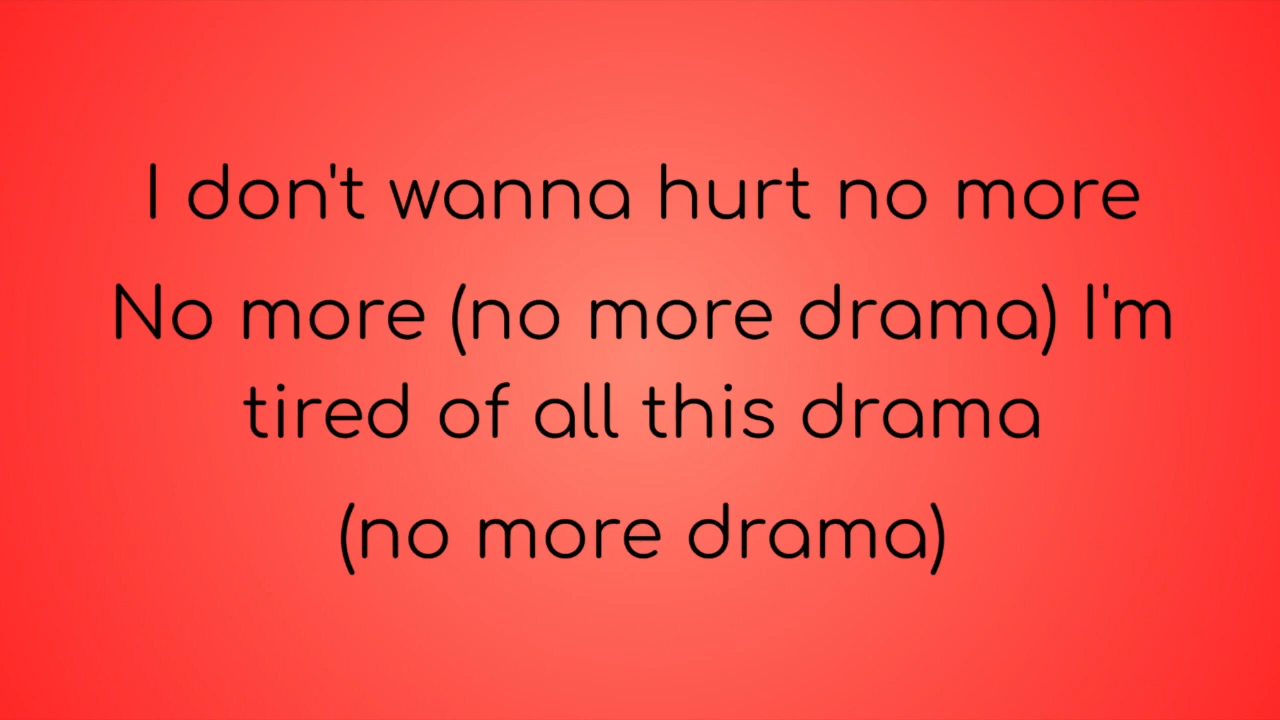 I don't wanna hurt no more
No more (no more drama) I'm
tired of all this drama
(no more drama)